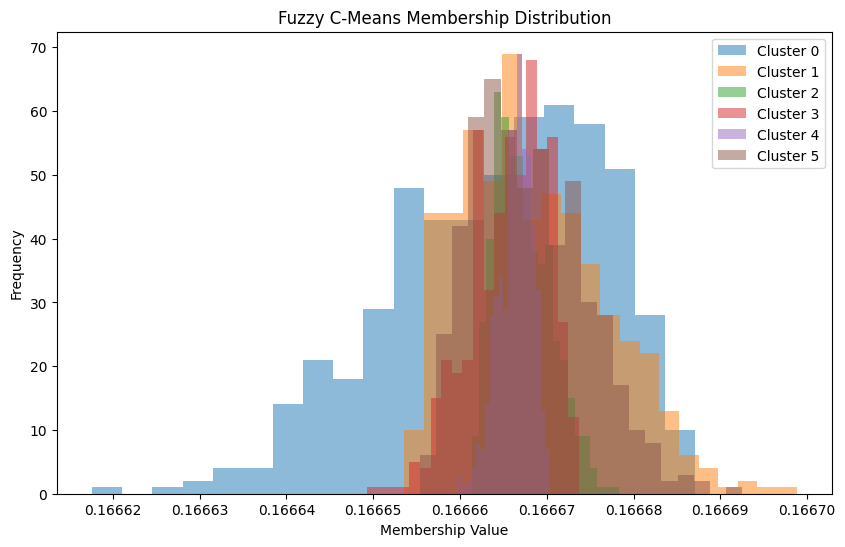 Fuzzy C-Means Membership Distribution
Frequency
70
60
50
40
30
20
10
0
Cluster 0
Cluster 1
Cluster 2
Cluster 3
Cluster 4
Cluster 5
0.16662 0.16663 0.16664 0.16665 0.16666 0.16667 0.16668 0.16669 0.16670
Membership Value